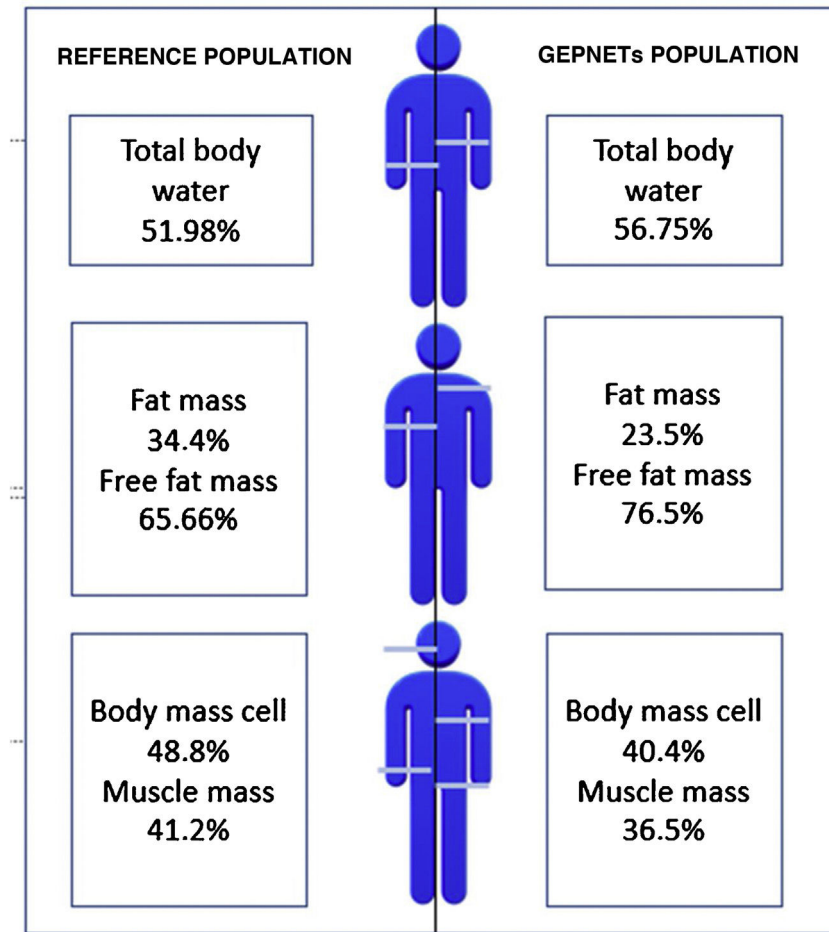 REFERENCE POPULATION
GEPNETs POPULATION
Total body
water
51.98%
Total body
water
56.75%
Fat mass
34.4%
Free fat mass
65.66%
Fat mass
23.5%
Free fat mass
76.5%
Body mass cell
48.8%
Muscle mass
41.2%
Body mass cell
40.4%
Muscle mass
36.5%